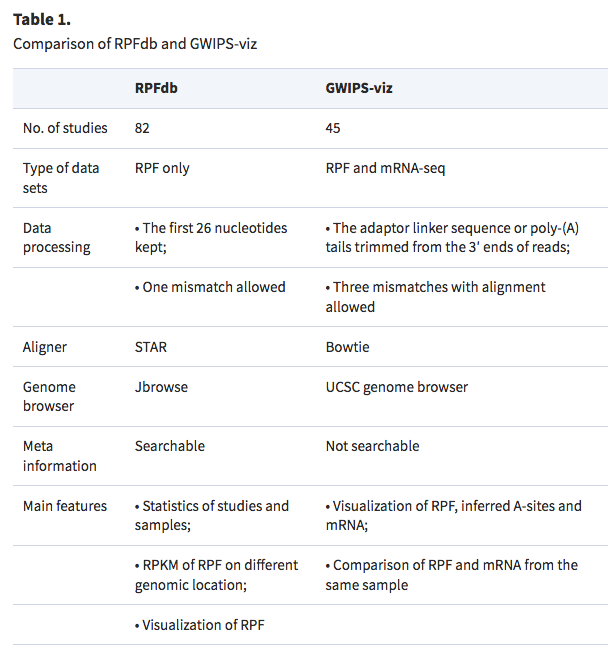 Table 1.
Comparison of RPFdb and GWIPS-viz
RPFdb GWIPS-viz
No. of studies 82 45
Type of data RPF only RPF and mRNA-seq
sets
Data • The first 26 nucleotides • The adaptor linker sequence or poly-(A)
processing kept; tails trimmed from the 3′ ends of reads;
• One mismatch allowed • Three mismatches with alignment
allowed
Aligner STAR Bowtie
Genome Jbrowse UCSC genome browser
browser
Meta Searchable Not searchable
information
Main features • Statistics of studies and • Visualization of RPF, inferred A-sites and
samples; mRNA;
• RPKM of RPF on different • Comparison of RPF and mRNA from the
genomic location; same sample
• Visualization of RPF